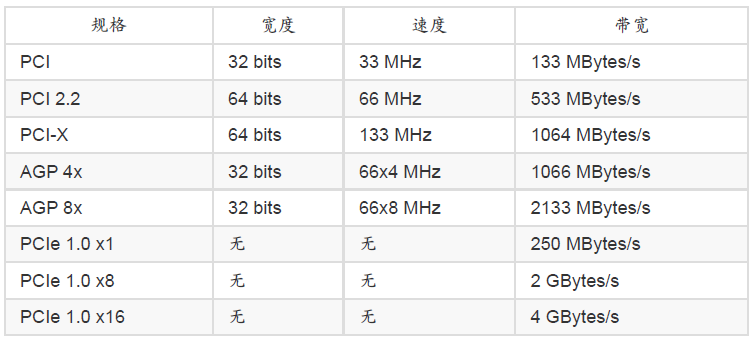 规格 宽度 速度 带宽
PCI 32 bits 33 MHz 133 MBytes/s
PCI 2.2 64 bits 66 MHz 533 MBytes/s
PCI-X 64 bits 133 MHz 1064 MBytes/s
AGP 4x 32 bits 66x4 MHz 1066 MBytes/s
AGP 8x 32 bits 66x8 MHz 2133 MBytes/s
PCIe 1.0 x1 无 无 250 MBytes/s
PCIe 1.0 x8 无 无 2 GBytes/s
PCIe 1.0 x16 无 无 4 GBytes/s